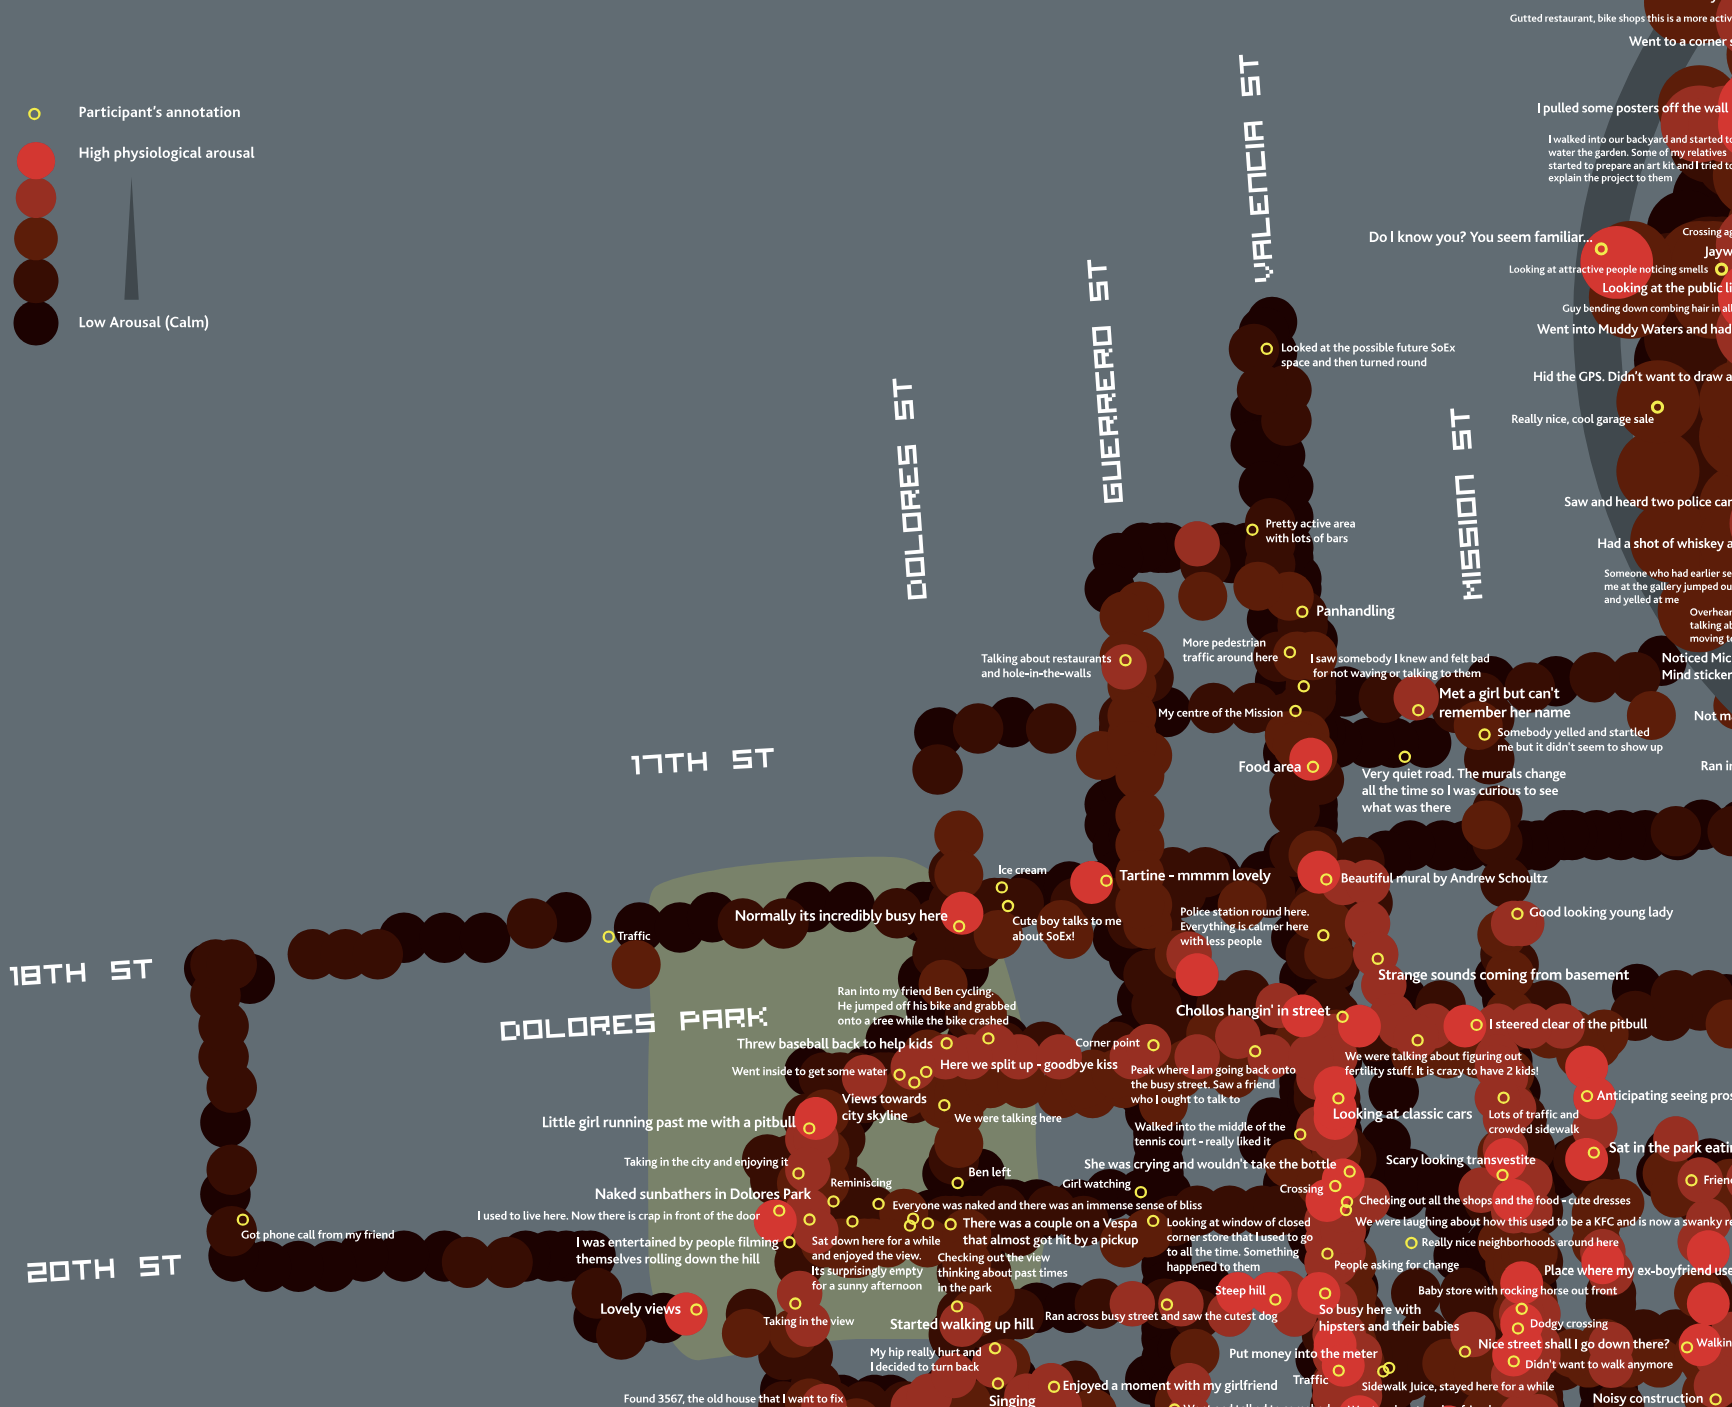 Participant's annotation
High physiological arousal
Low Arousal (Calm)
VALENCIA ST
GUERRERO ST
DOLORES ST
MISSION ST
17TH ST
18TH ST
DOLORES PARK
20TH ST
Gutted restaurant, bike shops this is a more
Went to a corner
I pulled some posters off the wall
I walked into our backyard and started
water the garden. Some of my relatives
started to prepare an art kit and I tried
explain the project to them
Do I know you? You seem familiar...
Crossing
Looking at attractive people noticing smells
Looking at the public
Guy bending down combing hair in
Went into Muddy Waters and had
Looked at the possible future SoEx
space and then turned round
Hid the GPS. Didn't want to draw
Really nice, cool garage sale
Saw and heard two police
Pretty active area
with lots of bars
Had a shot of whiskey
Someone who had earlier
me at the gallery jumped
and yelled at me
talking
moving
Panhandling
More pedestrian
traffic around here
Talking about restaurants
and hole-in-the-walls
I saw somebody I knew and felt bad
for not waving or talking to them
Noticed
Mind
Met a girl but can't
remember her name
My centre of the Mission
Not
Somebody yelled and startled
me but it didn't seem to show up
Food area
Ran
Very quiet road. The murals change
all the time so I was curious to see
what was there
Ice cream
Tartine - mmmm lovely
Beautiful mural by Andrew Schoultz
Normally its incredibly busy here
Cute boy talks to me
about SoEx!
Police station round here.
Everything is calmer here
with less people
Good looking young lady
Traffic
Strange sounds coming from basement
Ran into my friend Ben cycling.
He jumped off his bike and grabbed
onto a tree while the bike crashed
Chollos hangin' in street
I steered clear of the pitbull
Threw baseball back to help kids
Corner point
Here we split up - goodbye kiss
Went inside to get some water
Peak where I am going back onto
the busy street. Saw a friend
who I ought to talk to
We were talking about figuring out
fertility stuff. It is crazy to have 2 kids!
Views towards
city skyline
We were talking here
Anticipating seeing
Looking at classic cars
Lots of traffic and
crowded sidewalk
Little girl running past me with a pitbull
Walked into the middle of the
tennis court - really liked it
Sat in the park
Taking in the city and enjoying it
She was crying and wouldn't take the bottle
Scary looking transvestite
Ben left
Reminiscing
Girl watching
Crossing
Naked sunbathers in Dolores Park
Everyone was naked and there was an immense sense of bliss
Checking out all the shops and the food - cute dresses
I used to live here. Now there is crap in front of the door
There was a couple on a Vespa
that almost got hit by a pickup
Looking at window of closed
corner store that I used to go
to all the time. Something
happened to them
We were laughing about how this used to be a KFC and is now a swanky
Got phone call from my friend
I was entertained by people filming
themselves rolling down the hill
Sat down here for a while
and enjoyed the view.
Its surprisingly empty
for a sunny afternoon
Checking out the view
thinking about past times
in the park
Really nice neighborhoods around here
People asking for change
Place where my ex-boyfriend
Steep hill
Baby store with rocking horse out front
Lovely views
Taking in the view
Started walking up hill
Ran across busy street and saw the cutest dog
So busy here with
hipsters and their babies
Dodgy crossing
Nice street shall I go down there?
My hip really hurt and
I decided to turn back
Put money into the meter
Didn't want to walk anymore
Traffic
Enjoyed a moment with my girlfriend
Sidewalk Juice, stayed here for a while
Found 3567, the old house that I want to fix
Singing
Noisy construction